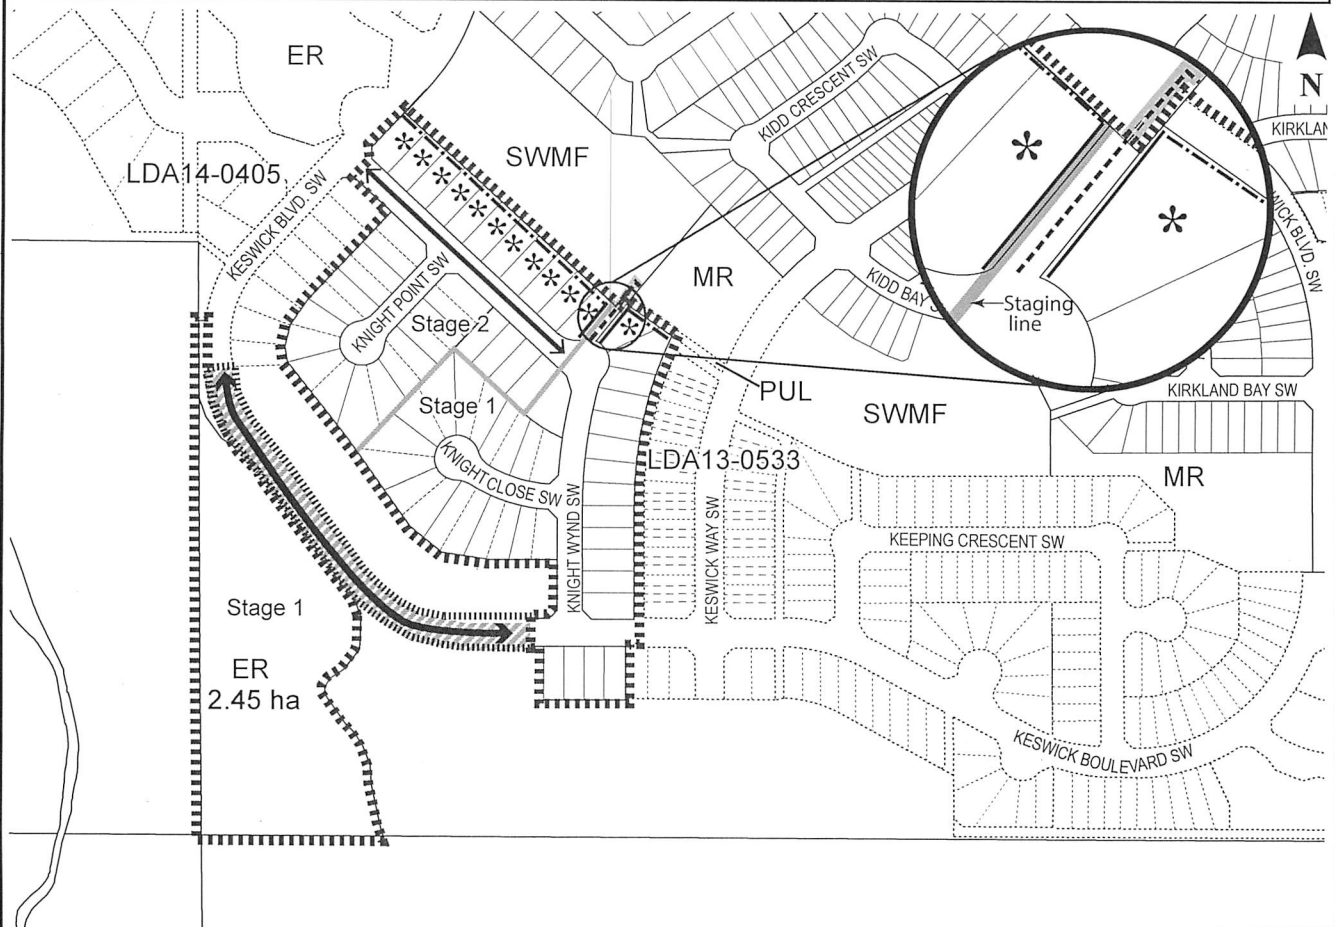 ER
N
KIDD CRESCENT SW
KIRKLAN
SWMF
LDA14-0405
KESWICK BLVD. SW
WICK BLVD. SW
MR
KIDD BAY S
KNIGHT POINT SW
Staging
line
Stage 2
PUL
KIRKLAND BAY SW
Stage 1
SWMF
KNIGHT CLOSE SW
LDA13-0533
MR
KNIGHT WYND SW
KESWICK WAY SW
KEEPING CRESCENT SW
Stage 1
ER
2.45 ha
KESWICK BOULEVARD SW